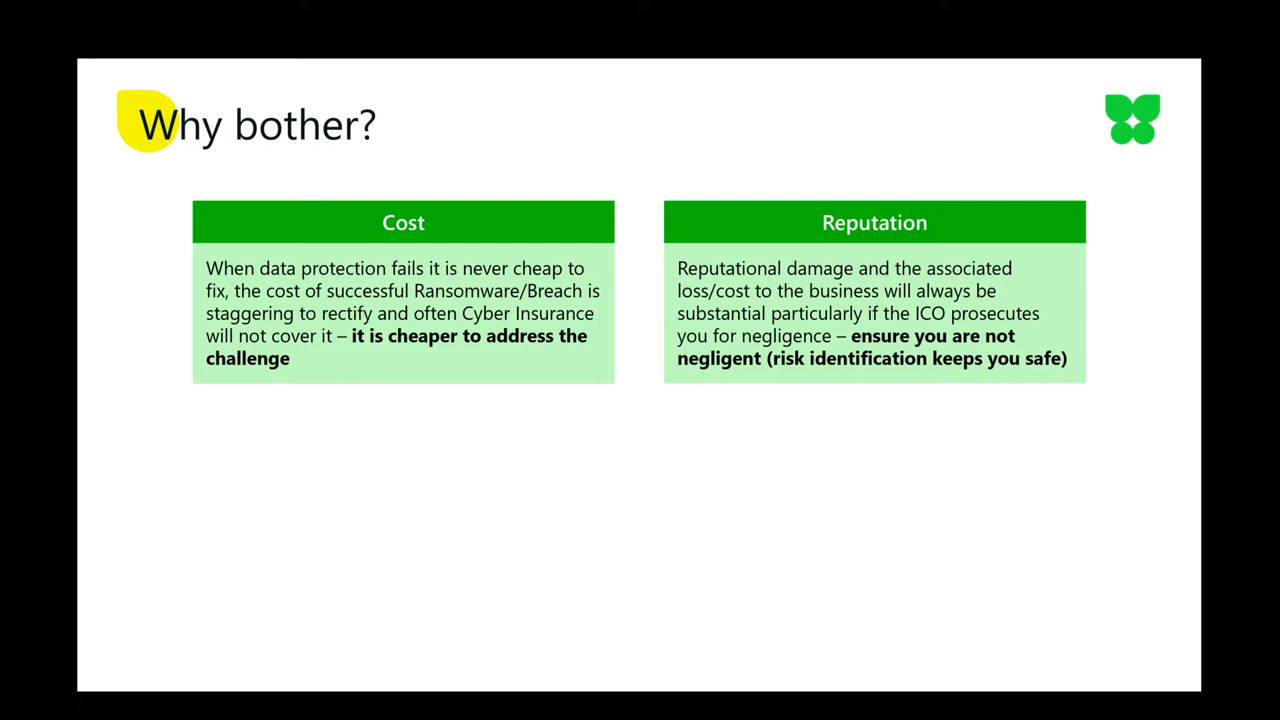 Why bother?
Cost
When data protection fails it is never cheap to
fix, the cost of successful Ransomware/Breach is
staggering to rectify and often Cyber Insurance
will not cover it – it is cheaper to address the
challenge
Reputation
Reputational damage and the associated
loss/cost to the business will always be
substantial particularly if the ICO prosecutes
you for negligence – ensure you are not
negligent (risk identification keeps you safe)